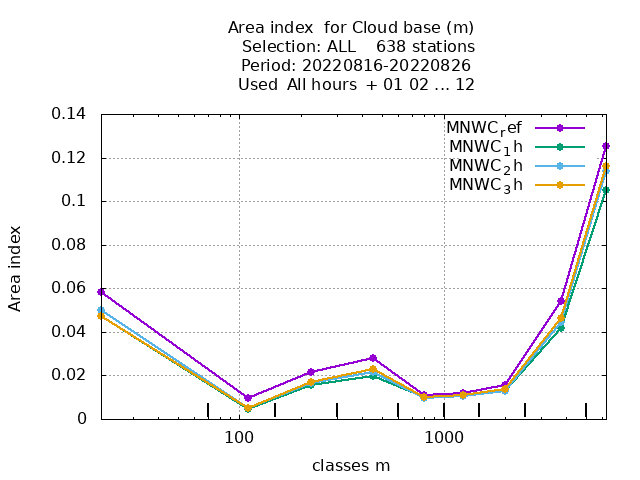 Area index  for Cloud base (m)
Selection: ALL    638 stations
Period: 20220816-20220826
Used  All hours  + 01 02 ... 12
0.14
0.12
0.1
0.08
0.06
0.04
0.02
0
Area index
MNWC_ref
MNWC_1h
MNWC_2h
MNWC_3h
100 1000
classes m